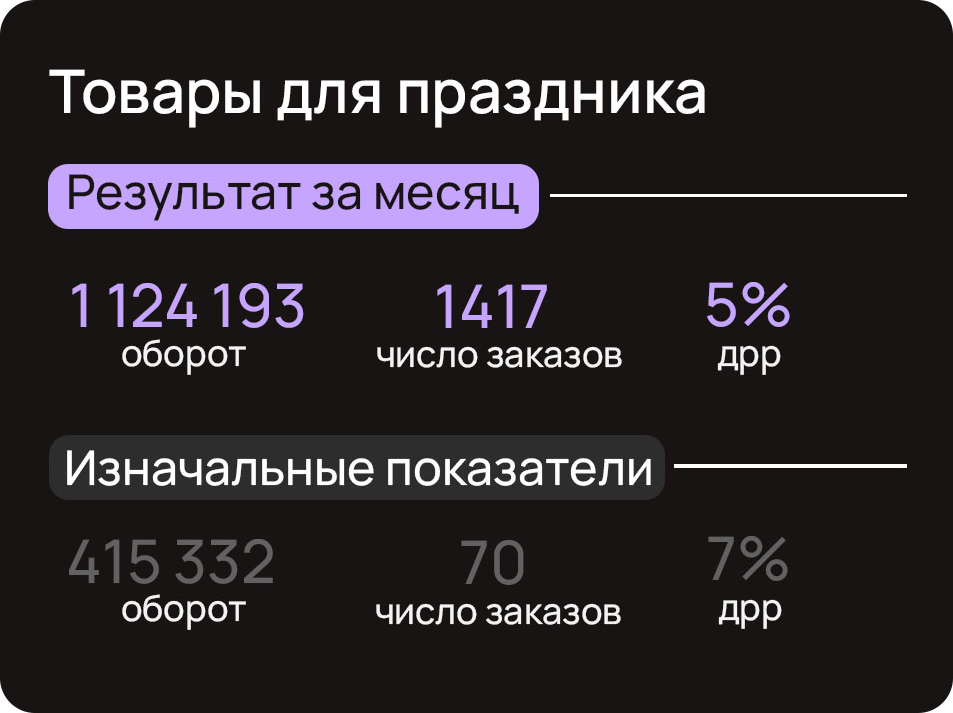 Товары для праздника
Результат за месяц
1 124 193 1417 5%
оборот число заказов дрр
Изначальные показатели
415 332 70 7%
оборот число заказов дрр